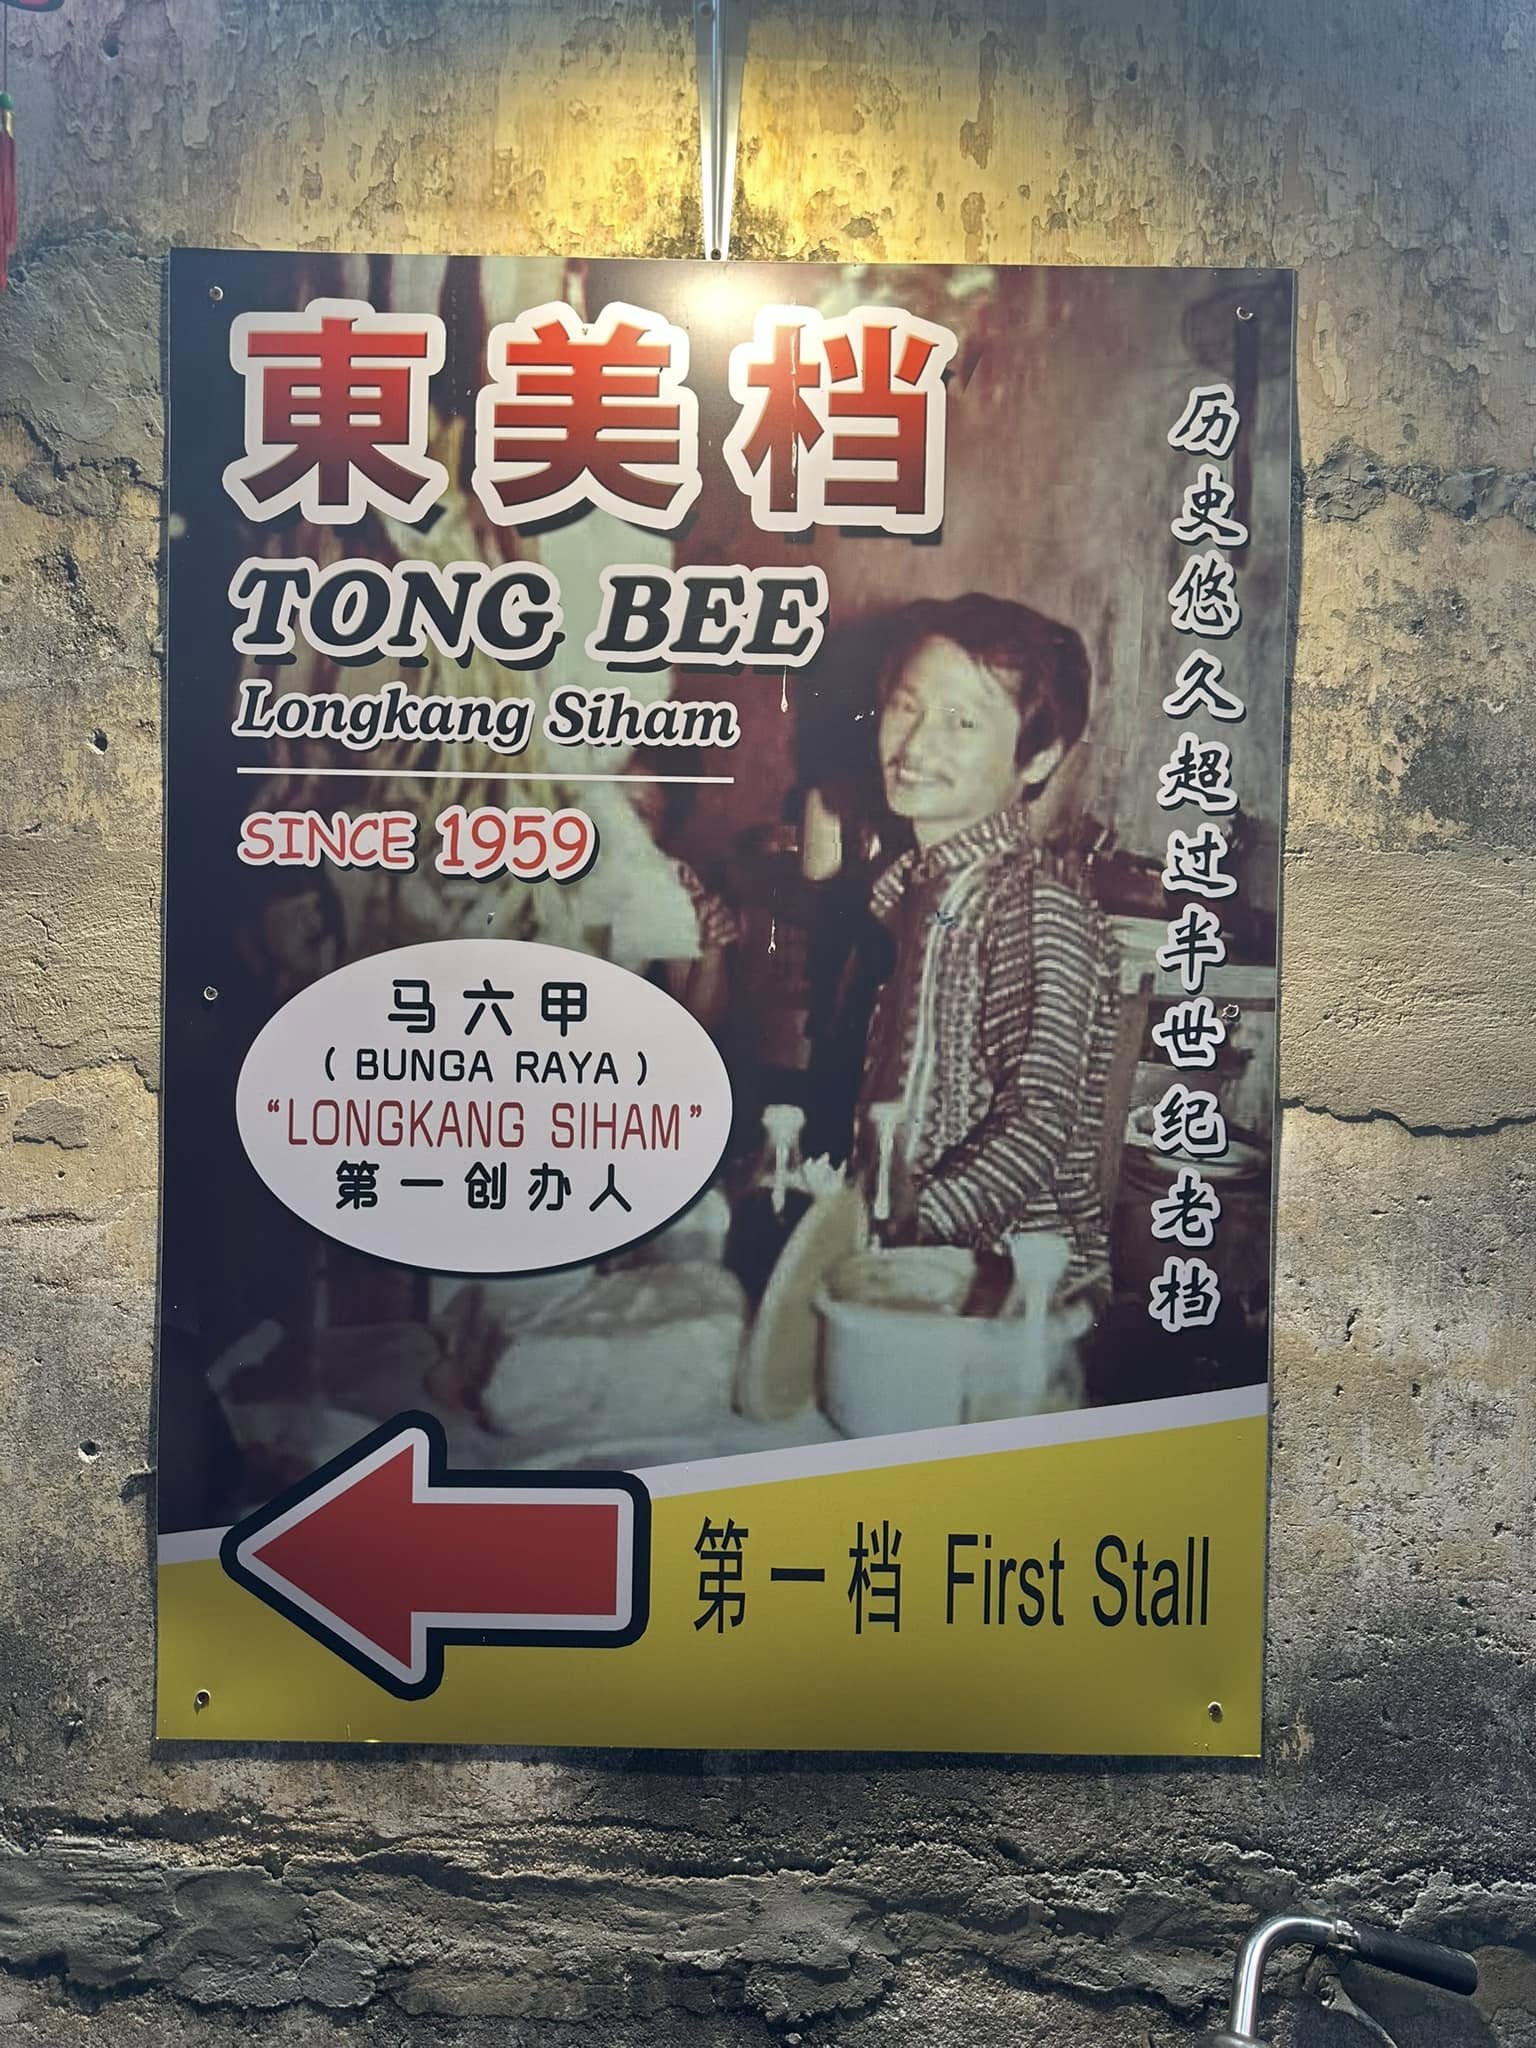 東美档
TONG BEE
Longkang Siham
SINCE 1959
马六甲
( BUNGA RAYA )
“LONGKANG SIHAM”
第一创办人
历史悠久超过半世纪老档
第一档 First Stall